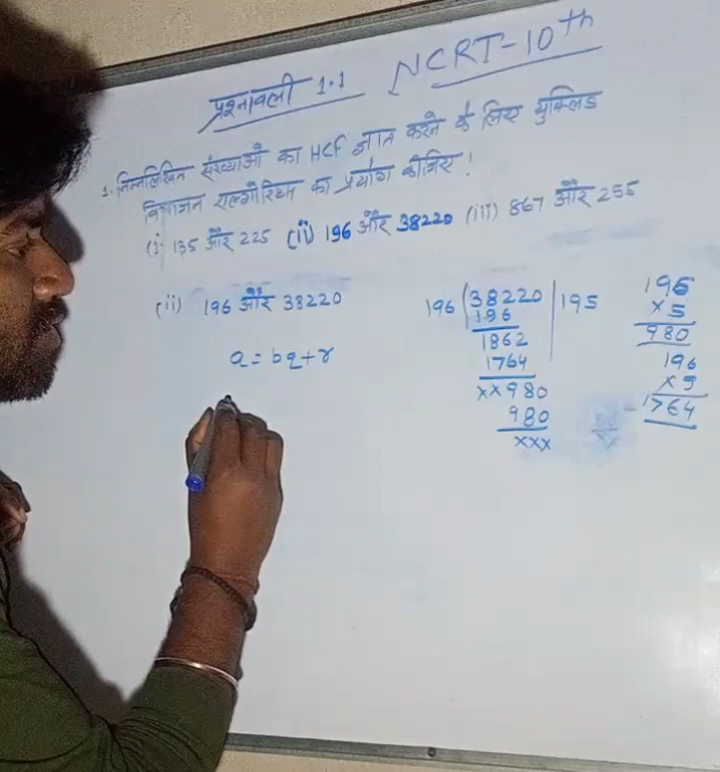 प्रश्नावली 1.1 NCRT-10th
1. निम्नलिखित संख्याओं का HCF ज्ञात करने के लिए युक्लिड
विभाजन एल्गोरिथ्म का प्रयोग कीजिए!
(i) 135 और 225 (ii) 196 और 38220 (iii) 867 और 255
(ii) 196 और 38220
a = bq + r
196 ( 38220 | 195
196
1862
1764
xx980
980
xxx
196
x 5
980
196
x 9
1764